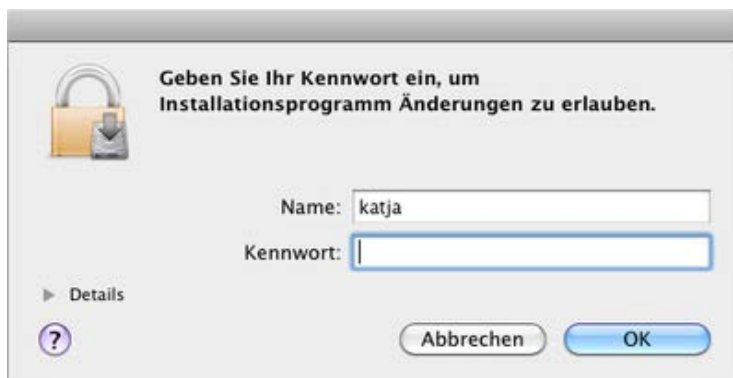 Geben Sie Ihr Kennwort ein, um
Installationsprogramm Änderungen zu erlauben.
Name: katja
Kennwort:
Details
?
Abbrechen OK